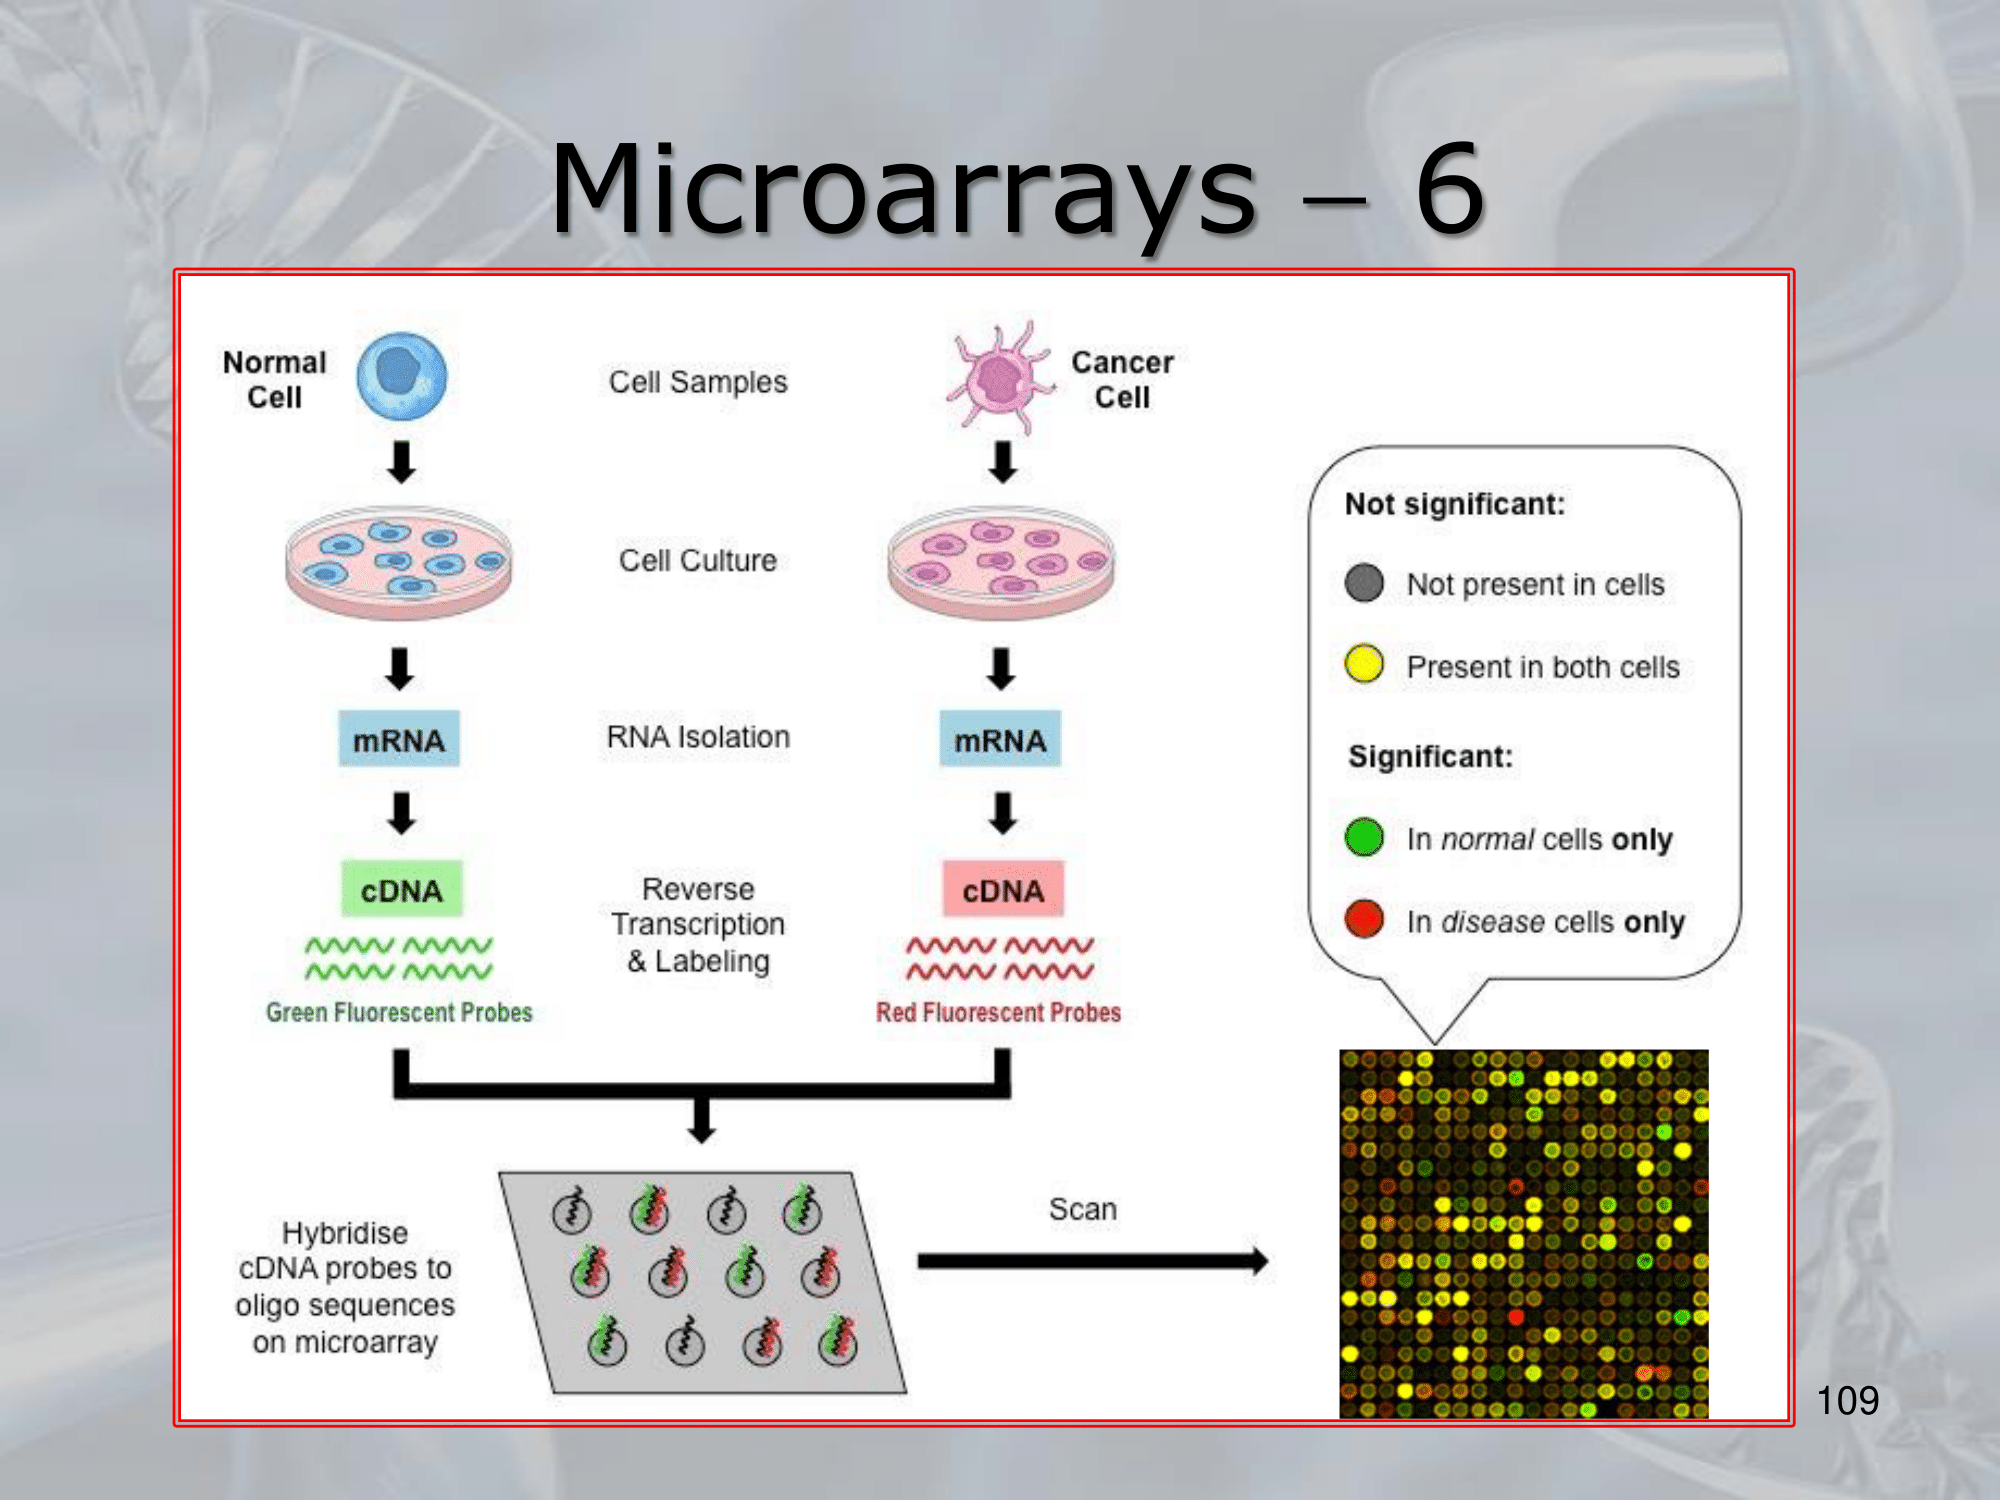 Microarrays – 6
Normal
Cell
Cell Samples
Cancer
Cell
Cell Culture
mRNA
RNA Isolation
mRNA
cDNA
Reverse
Transcription
& Labeling
cDNA
Green Fluorescent Probes
Red Fluorescent Probes
Hybridise
cDNA probes to
oligo sequences
on microarray
Scan
Not significant:
Not present in cells
Present in both cells
Significant:
In normal cells only
In disease cells only
109